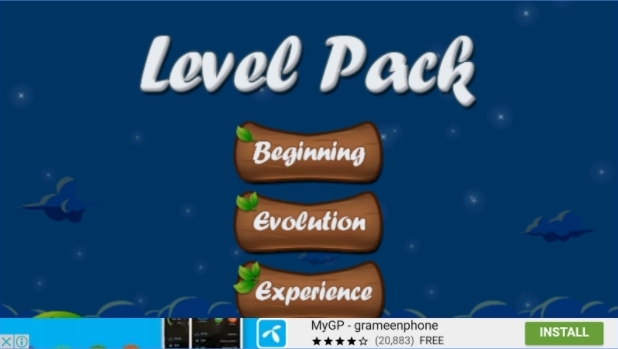 Level Pack
Beginning
Evolution
Experience
MyGP - grameenphone
(20,883) FREE
INSTALL